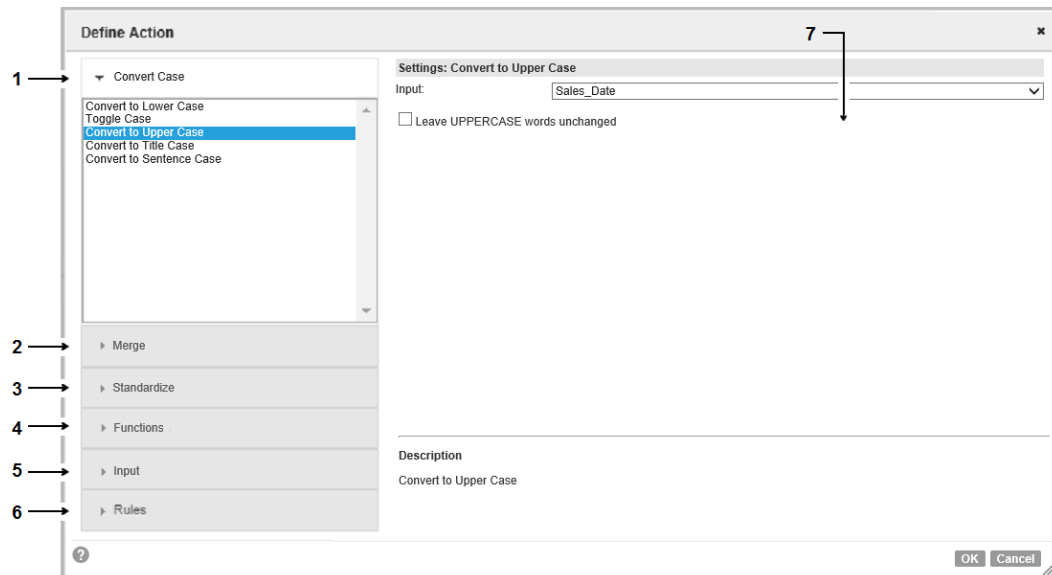 Define Action
7
1
Convert Case
Convert to Lower Case
Toggle Case
Convert to Upper Case
Convert to Title Case
Convert to Sentence Case
2
Merge
3
Standardize
4
Functions
5
Input
6
Rules
Settings: Convert to Upper Case
Input: Sales_Date
Leave UPPERCASE words unchanged
Description
Convert to Upper Case
?
OK Cancel